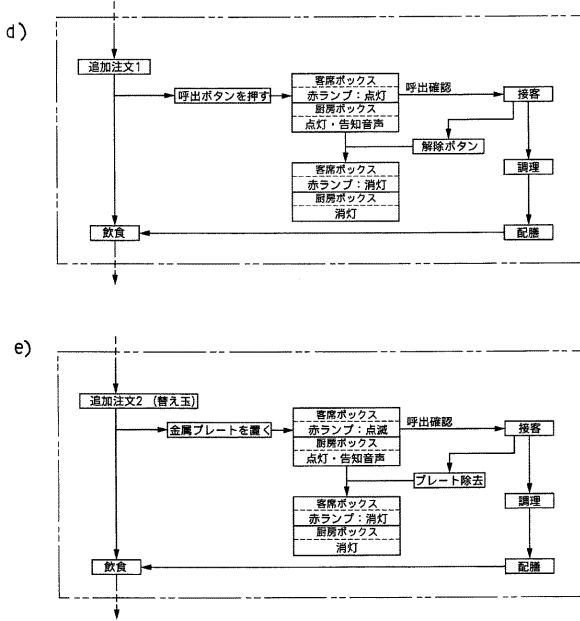 d)
追加注文1
呼出ボタンを押す
客席ボックス
赤ランプ：点灯
厨房ボックス
点灯・告知音声
呼出確認
接客
解除ボタン
客席ボックス
赤ランプ：消灯
厨房ボックス
消灯
調理
飲食
配膳
e)
追加注文2 (替え玉)
金属プレートを置く
客席ボックス
赤ランプ：点滅
厨房ボックス
点灯・告知音声
呼出確認
接客
プレート除去
客席ボックス
赤ランプ：消灯
厨房ボックス
消灯
調理
飲食
配膳